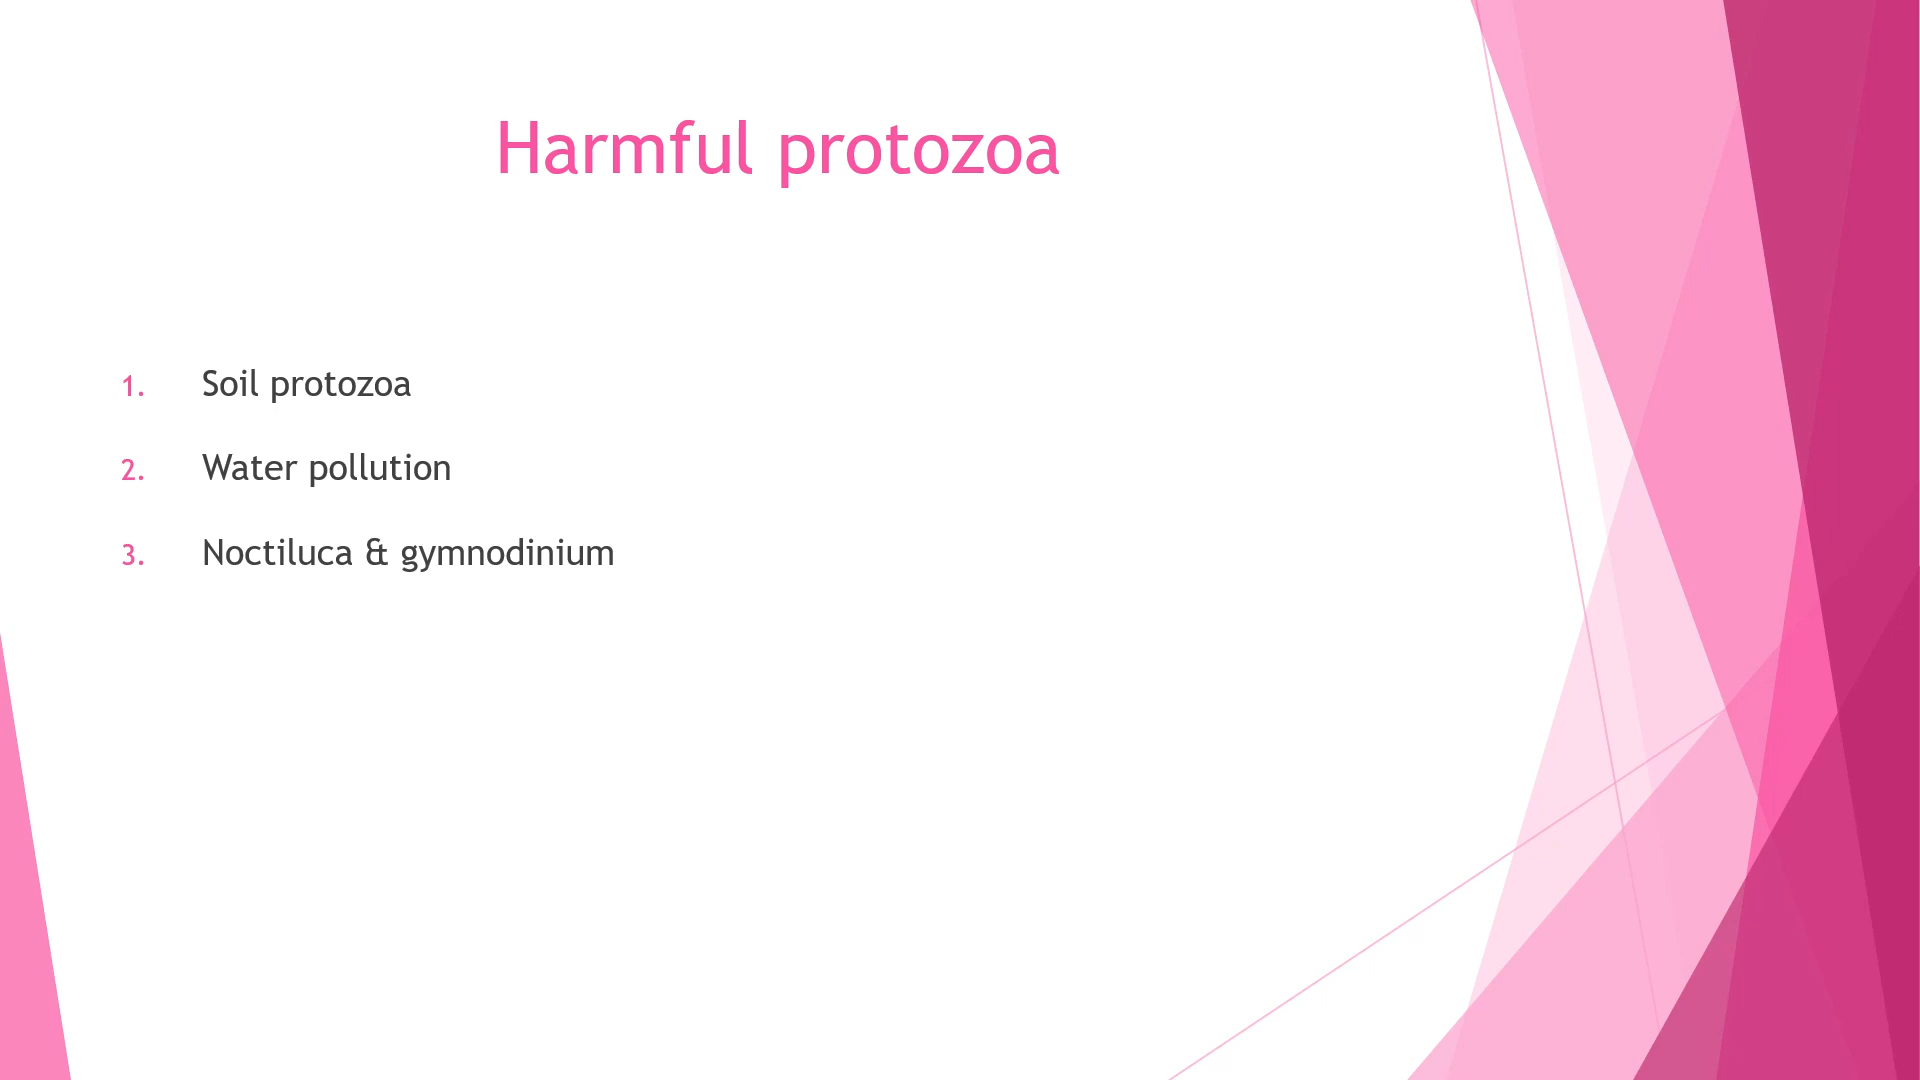 Harmful protozoa
1. Soil protozoa
2. Water pollution
3. Noctiluca & gymnodinium